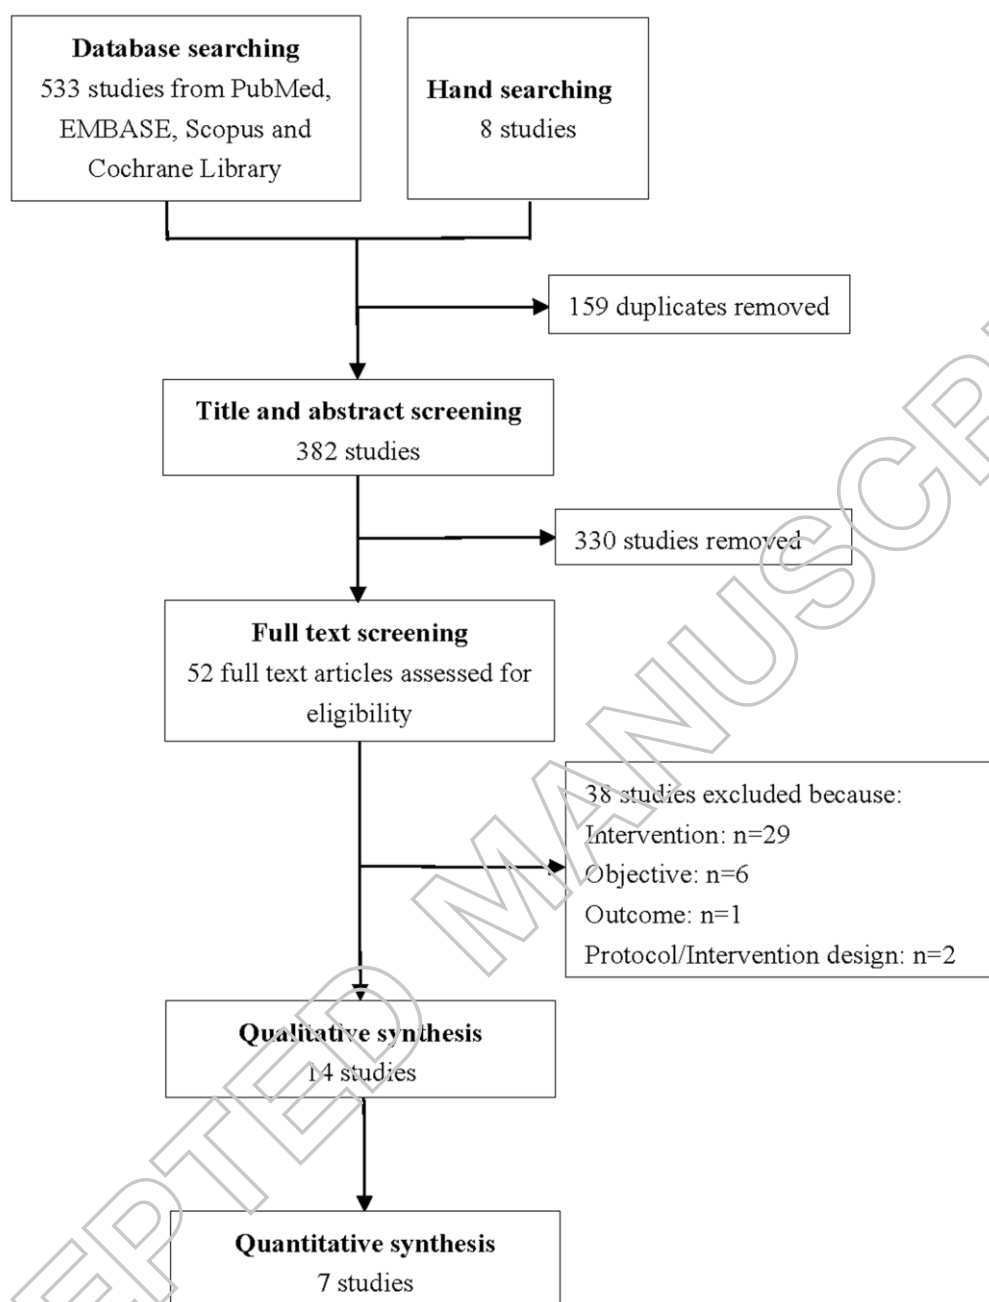 Database searching
533 studies from PubMed,
EMBASE, Scopus and
Cochrane Library
Hand searching
8 studies
159 duplicates removed
Title and abstract screening
382 studies
330 studies removed
Full text screening
52 full text articles assessed for
eligibility
38 studies excluded because:
Intervention: n=29
Objective: n=6
Outcome: n=1
Protocol/Intervention design: n=2
Qualitative synthesis
14 studies
Quantitative synthesis
7 studies
EPTED MANUSCRI